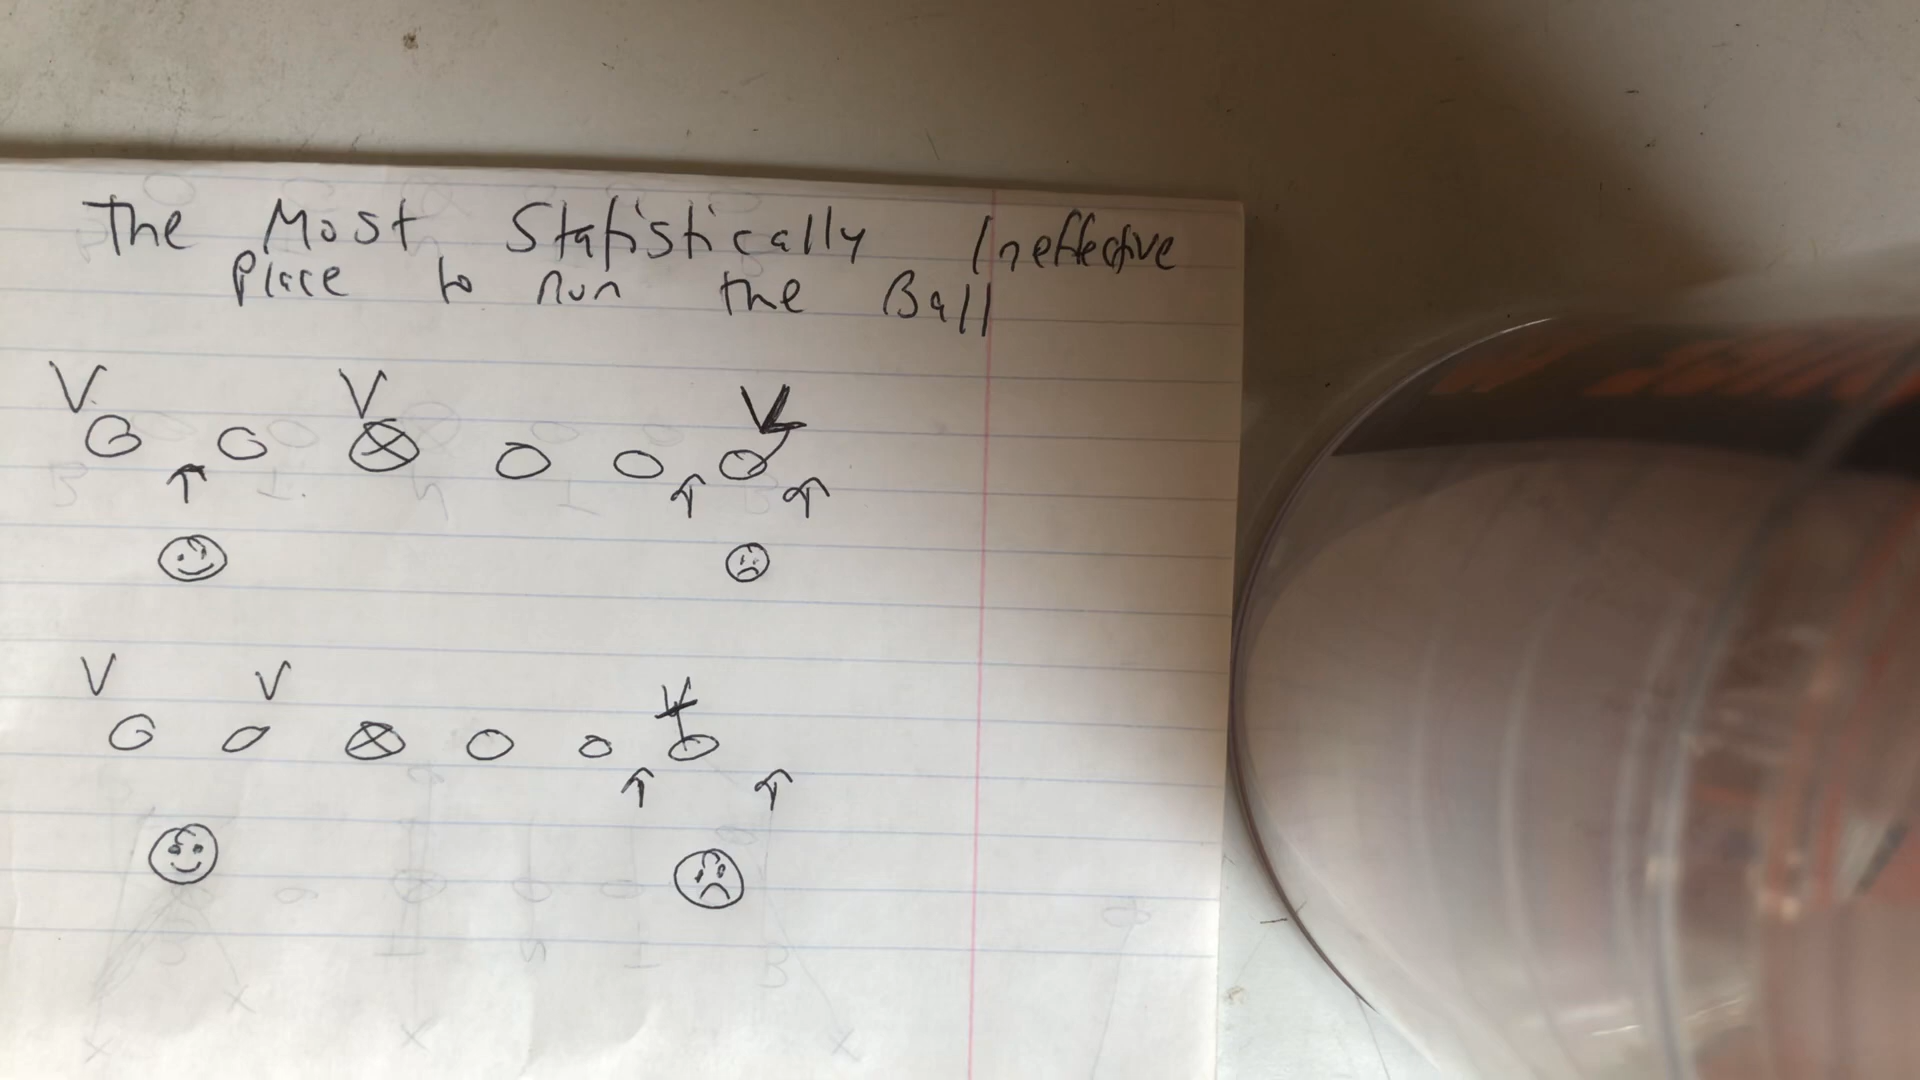 The Most Statistically Ineffective
Place to Run the Ball
V V V
V V V